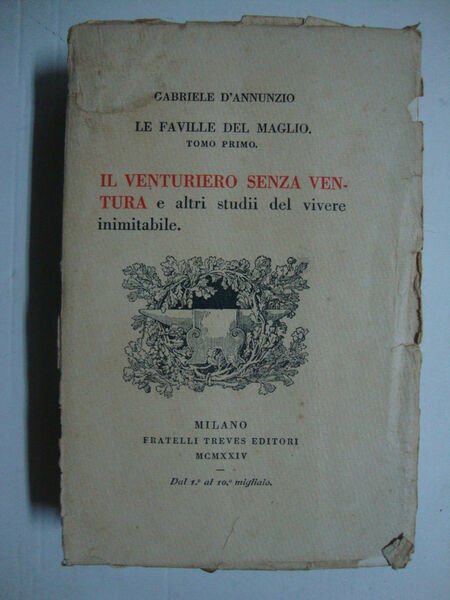 GABRIELE D'ANNUNZIO
LE FAVILLE DEL MAGLIO.
TOMO PRIMO.
IL VENTURIERO SENZA VEN-
TURA e altri studii del vivere
inimitabile.
MILANO
FRATELLI TREVES EDITORI
MCMXXIV
Dal 1.º al 10.º migliaio.